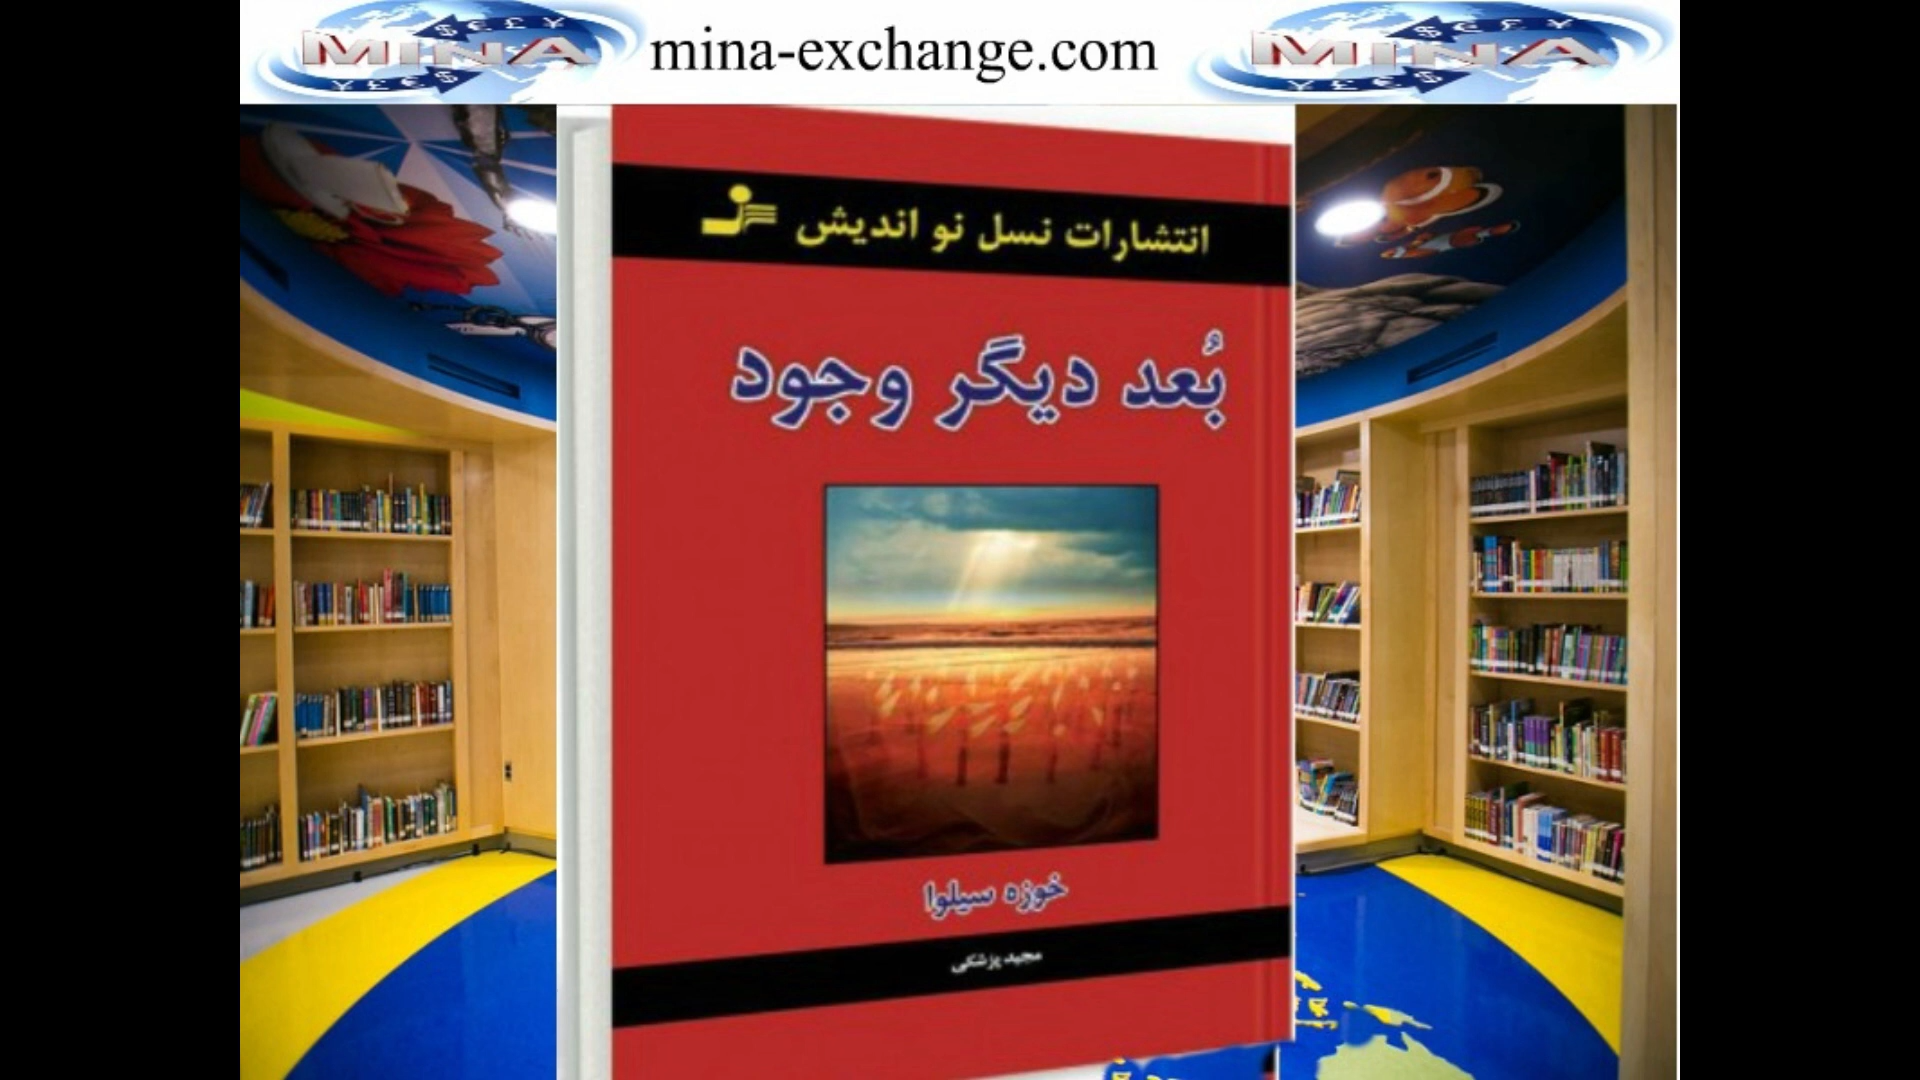 MINA mina-exchange.com MINA
انتشارات نسل نو اندیش
بُعد دیگر وجود
خوزه سیلوا
مجید پزشکی